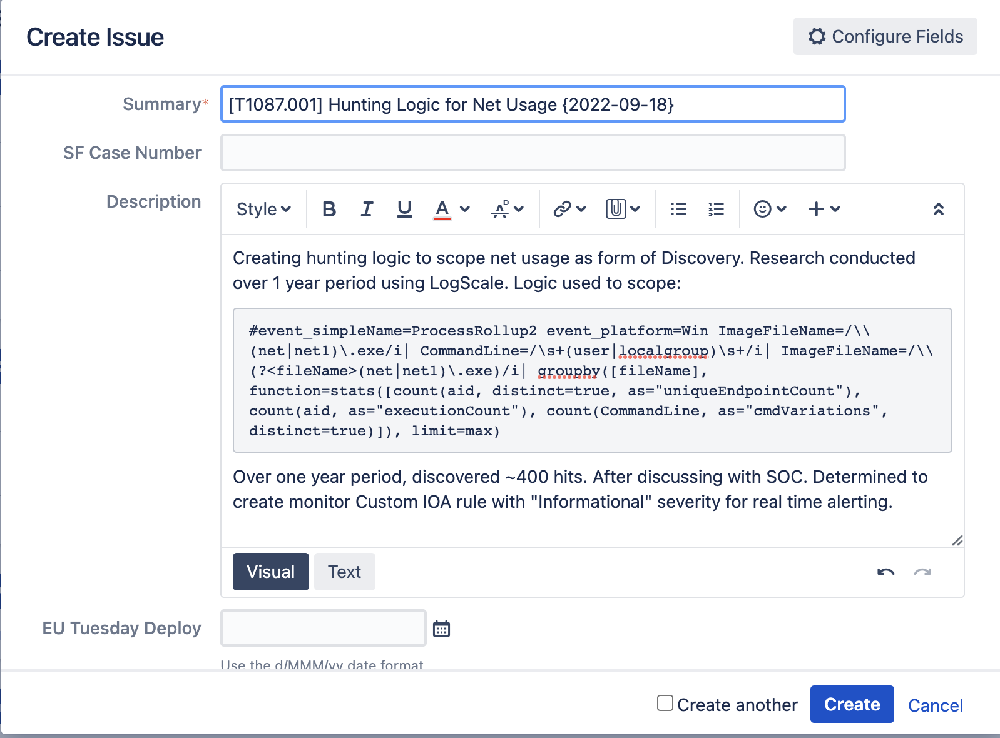 Create Issue
Configure Fields
Summary*
[T1087.001] Hunting Logic for Net Usage {2022-09-18}
SF Case Number
Description
Style
B I U A
Creating hunting logic to scope net usage as form of Discovery. Research conducted
over 1 year period using LogScale. Logic used to scope:
#event_simpleName=ProcessRollup2 event_platform=Win ImageFileName=/\\
(net|net1)\.exe/i| CommandLine=/\s+(user|localgroup)\s+/i| ImageFileName=/\\
(?<fileName>(net|net1)\.exe)/i| groupby([fileName],
function=stats([count(aid, distinct=true, as="uniqueEndpointCount"),
count(aid, as="executionCount"), count(CommandLine, as="cmdVariations",
distinct=true)]), limit=max)
Over one year period, discovered ~400 hits. After discussing with SOC. Determined to
create monitor Custom IOA rule with "Informational" severity for real time alerting.
Visual
Text
EU Tuesday Deploy
Use the d/MMM/yy date format
Create another
Create
Cancel